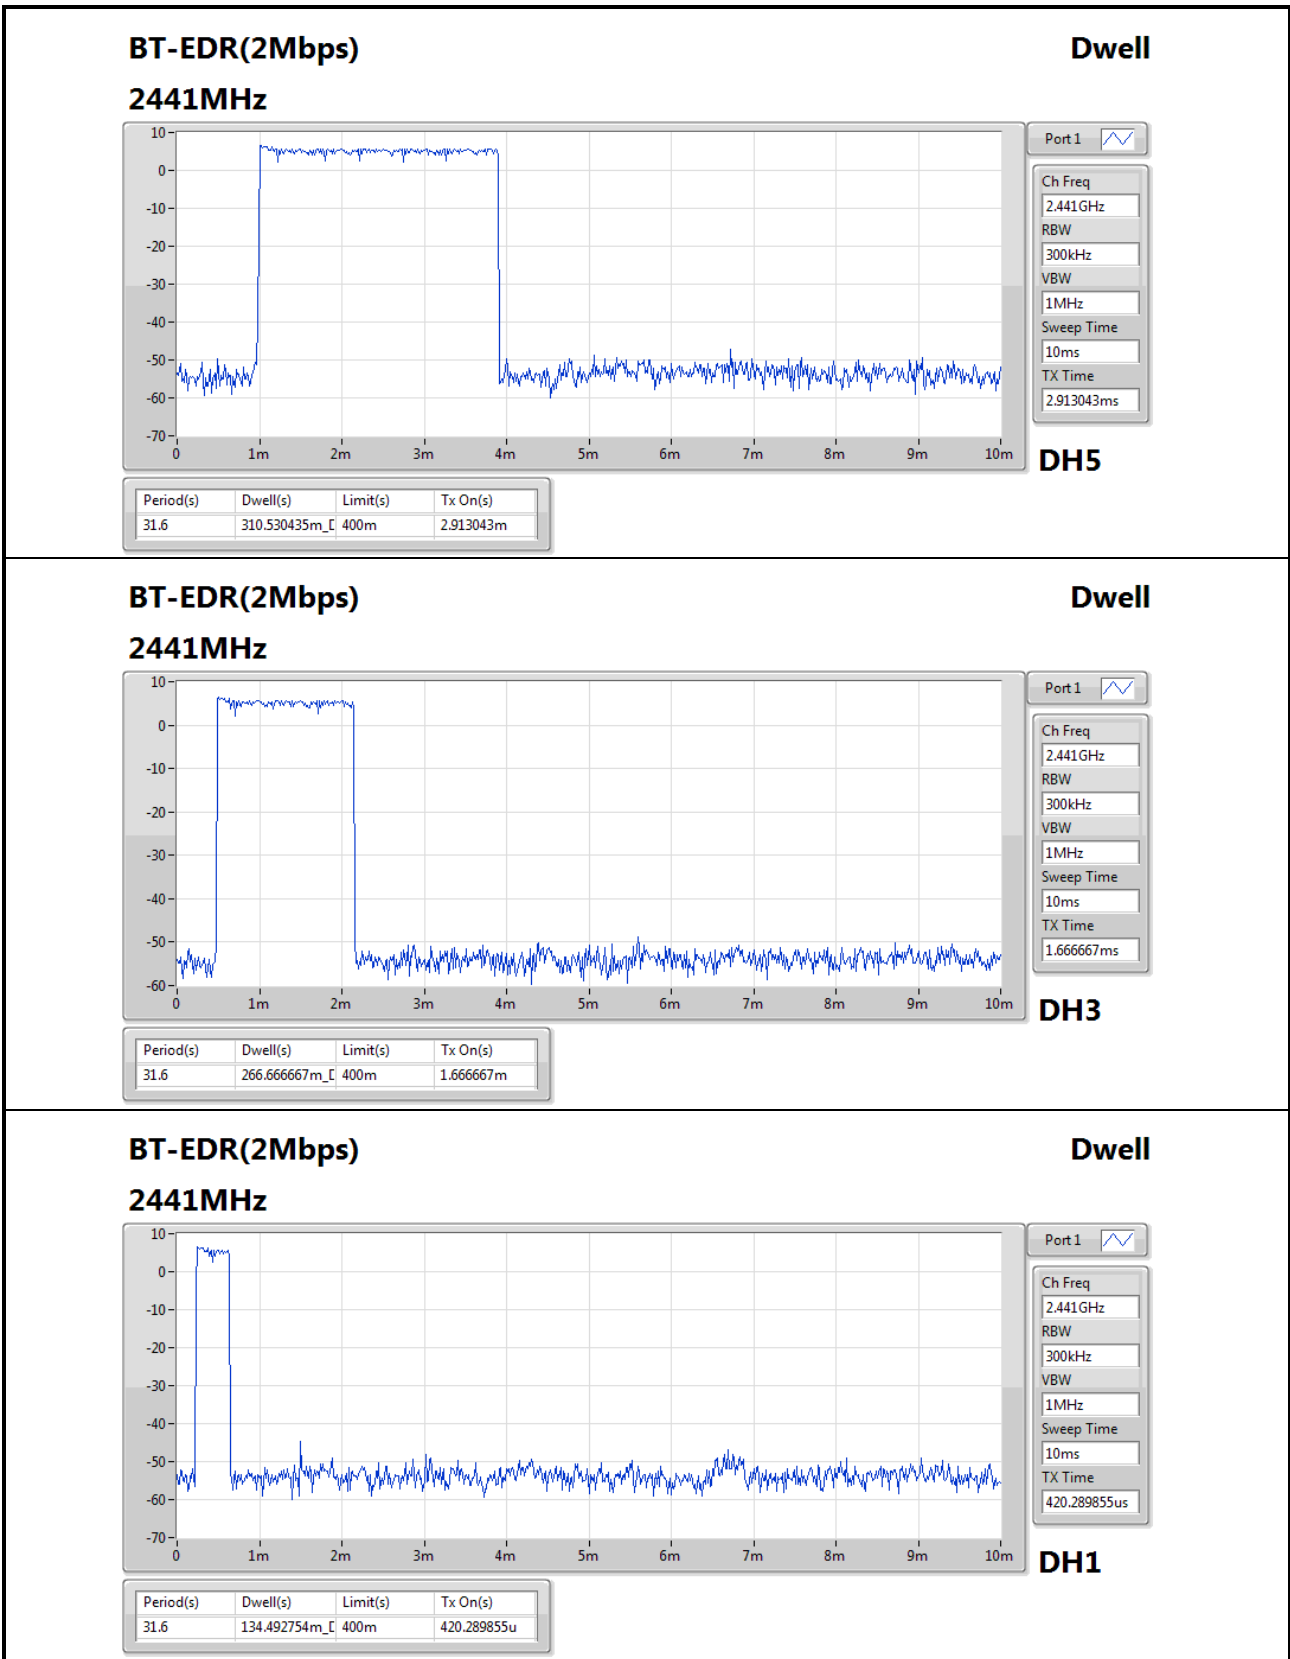 BT-EDR(2Mbps) Dwell
2441MHz
10
0
-10
-20
-30
-40
-50
-60
-70
0 1m 2m 3m 4m 5m 6m 7m 8m 9m 10m
Port 1
Ch Freq
2.441GHz
RBW
300kHz
VBW
1MHz
Sweep Time
10ms
TX Time
2.913043ms
DH5
Period(s) Dwell(s) Limit(s) Tx On(s)
31.6 310.530435m_D 400m 2.913043m
BT-EDR(2Mbps) Dwell
2441MHz
10
0
-10
-20
-30
-40
-50
-60
0 1m 2m 3m 4m 5m 6m 7m 8m 9m 10m
Port 1
Ch Freq
2.441GHz
RBW
300kHz
VBW
1MHz
Sweep Time
10ms
TX Time
1.666667ms
DH3
Period(s) Dwell(s) Limit(s) Tx On(s)
31.6 266.666667m_D 400m 1.666667m
BT-EDR(2Mbps) Dwell
2441MHz
10
0
-10
-20
-30
-40
-50
-60
-70
0 1m 2m 3m 4m 5m 6m 7m 8m 9m 10m
Port 1
Ch Freq
2.441GHz
RBW
300kHz
VBW
1MHz
Sweep Time
10ms
TX Time
420.289855us
DH1
Period(s) Dwell(s) Limit(s) Tx On(s)
31.6 134.492754m_D 400m 420.289855u